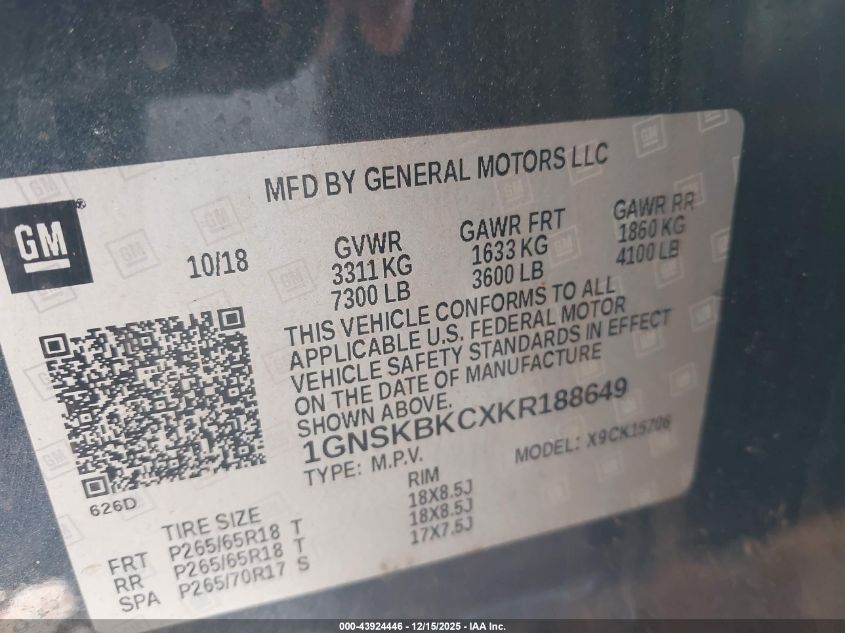 MFD BY GENERAL MOTORS LLC
GM®
10/18
GVWR
3311 KG
7300 LB
GAWR FRT
1633 KG
3600 LB
GAWR RR
1860 KG
4100 LB
THIS VEHICLE CONFORMS TO ALL
APPLICABLE U.S. FEDERAL MOTOR
VEHICLE SAFETY STANDARDS IN EFFECT
ON THE DATE OF MANUFACTURE
SHOWN ABOVE.
1GNSKBKCXKR188649
TYPE: M.P.V.
MODEL: X9CK15706
626D
TIRE SIZE RIM
FRT P265/65R18 T 18X8.5J
RR P265/65R18 T 18X8.5J
SPA P265/70R17 S 17X7.5J
000-43924446 - 12/15/2025 - IAA Inc.